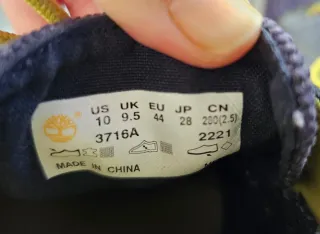 US UK EU JP CN
10 9.5 44 28 280(2.5)
3716A 2221
MADE IN CHINA